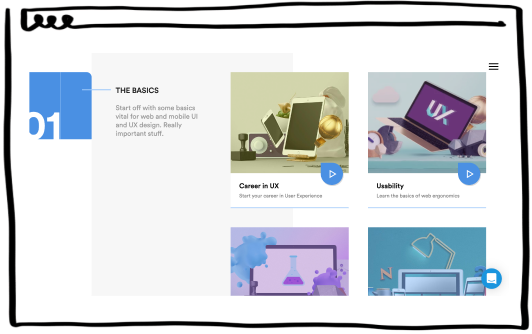 01
THE BASICS
Start off with some basics
vital for web and mobile UI
and UX design. Really
important stuff.
UX
Career in UX
Start your career in User Experience
Usability
Learn the basics of web ergonomics
N